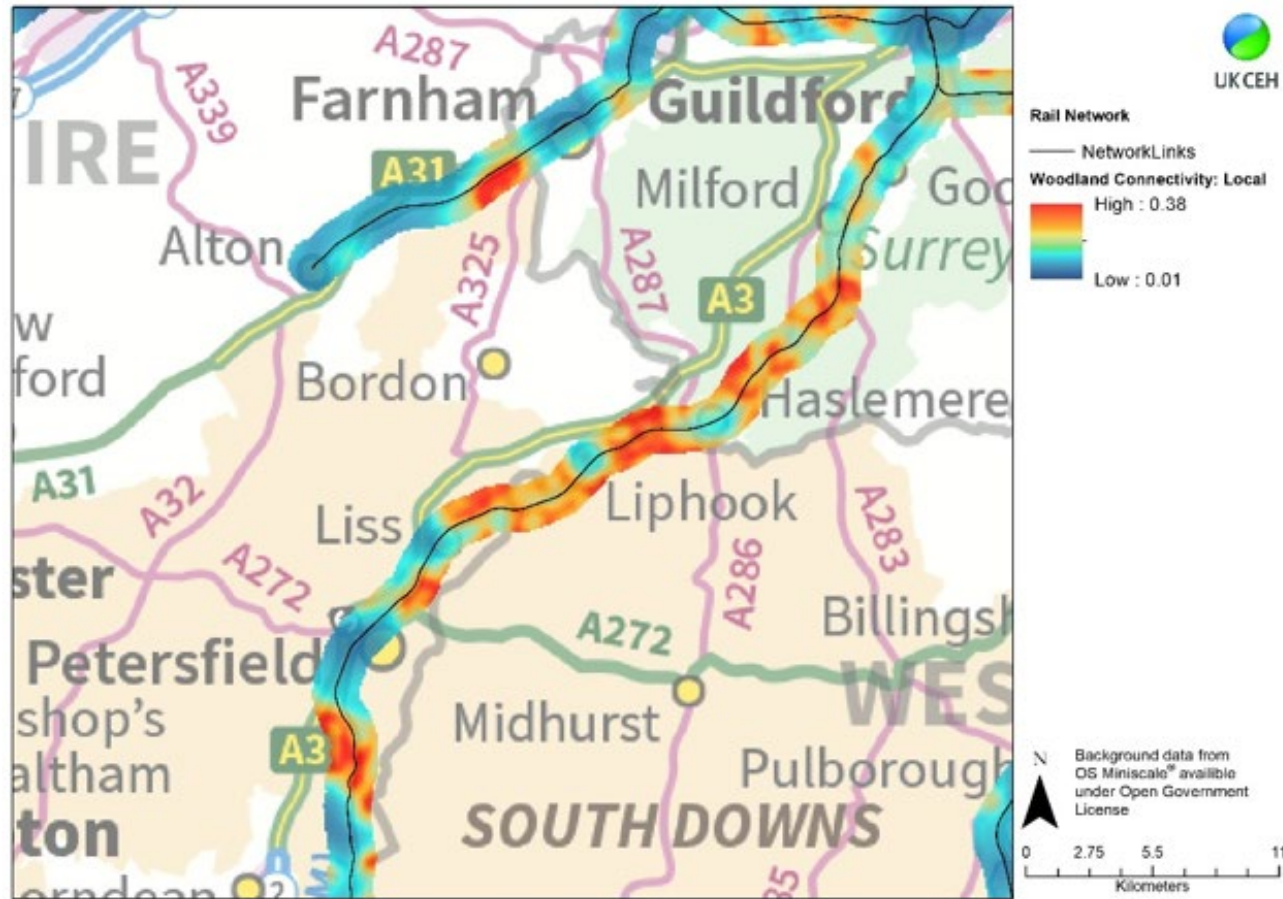 A287
A339
Farnham
Guildford
IRE
A31
Milford
Goc
Alton
Surrey
A325
A287
A3
w
ford
Bordon
Haslemere
A31
A32
Liss
Liphook
A283
ster
A272
A286
Billingsh
A272
Petersfield
WES
shop's
Midhurst
A3
altham
Pulborough
ton
SOUTH DOWNS
orndean
2
UKCEH
Rail Network
NetworkLinks
Woodland Connectivity: Local
High : 0.38
Low : 0.01
N
Background data from
OS Miniscale® availible
under Open Government
License
0 2.75 5.5 11
Kilometers